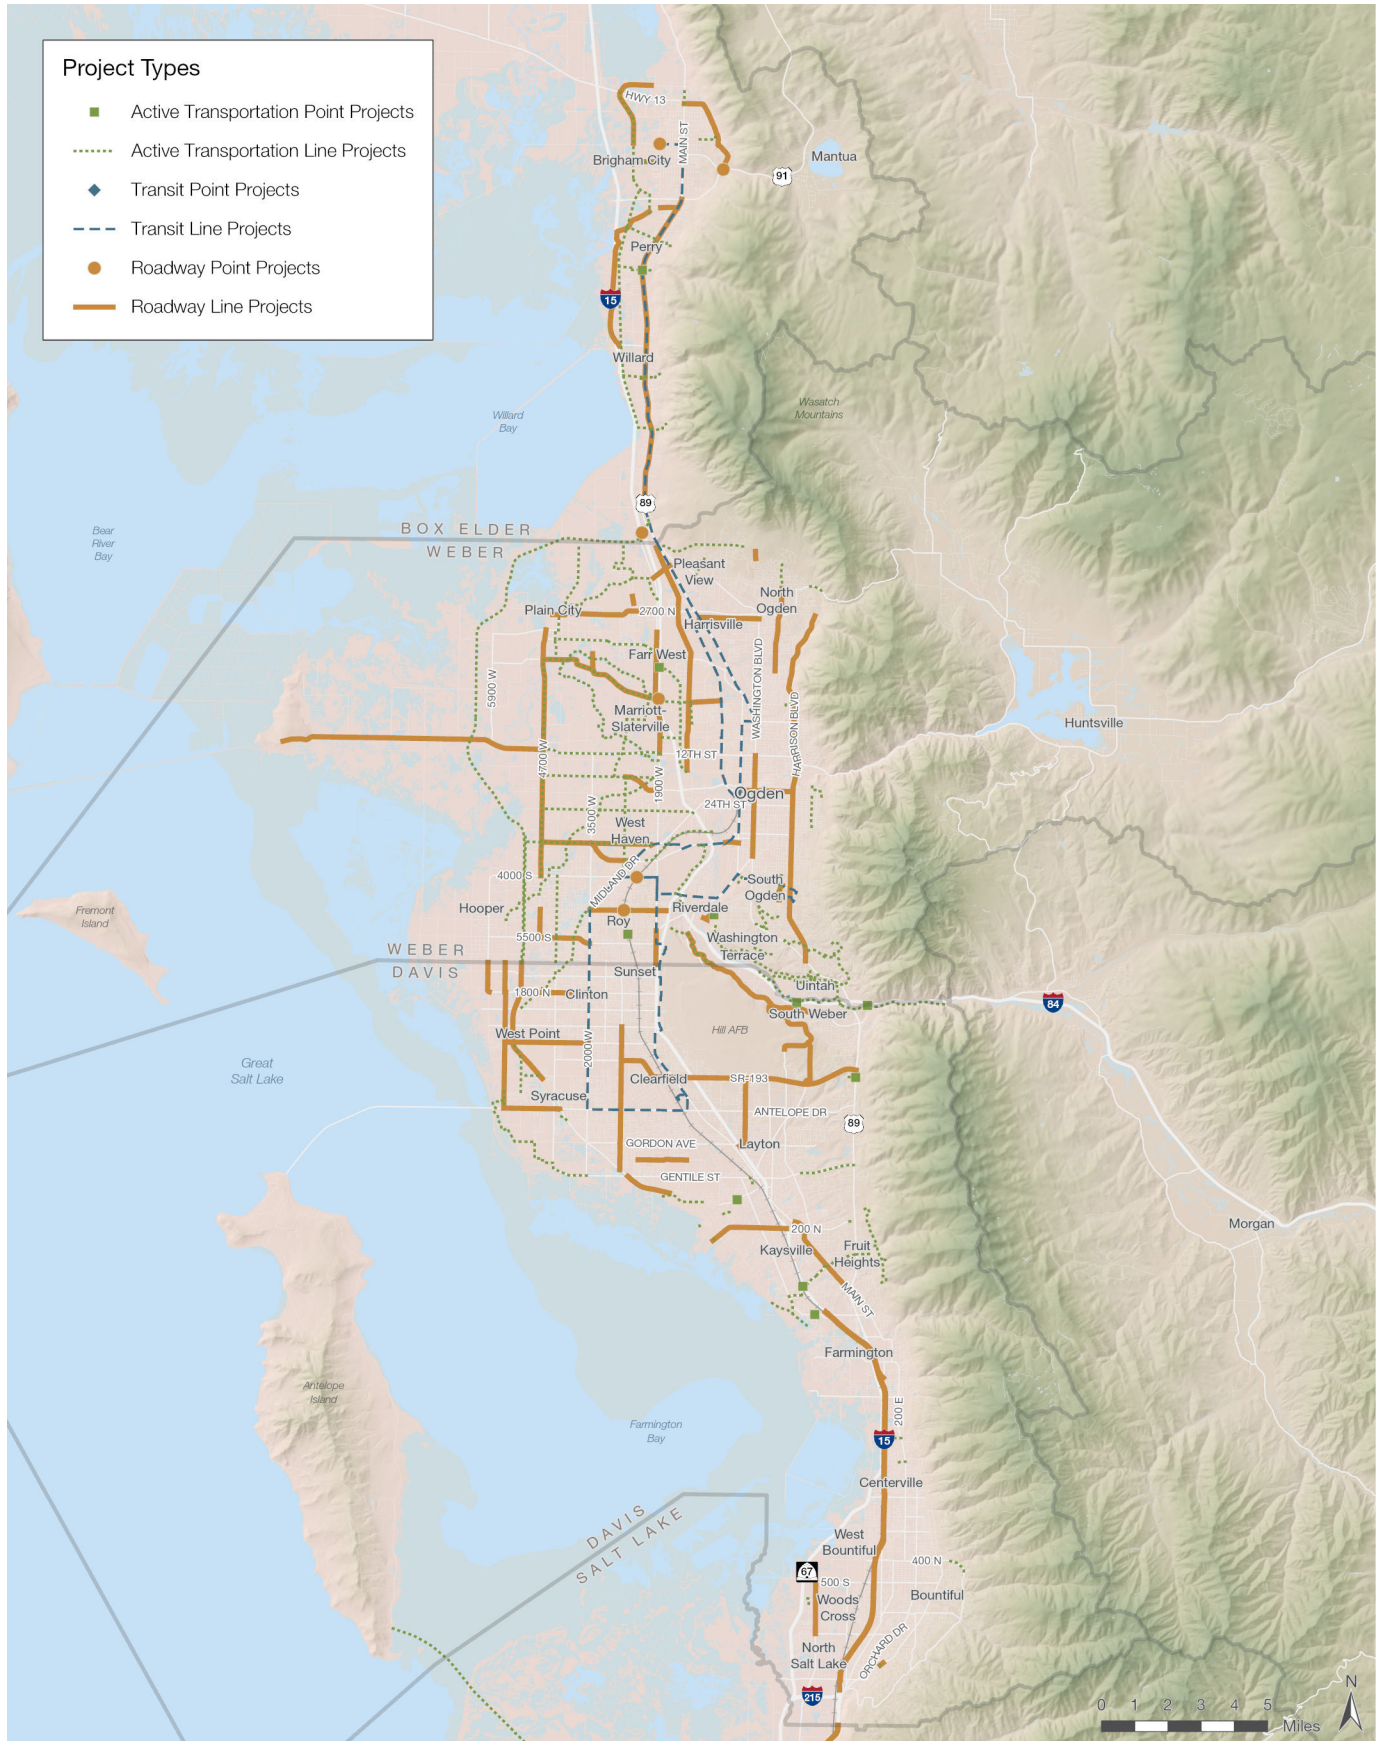 Project Types
Active Transportation Point Projects
Active Transportation Line Projects
Transit Point Projects
Transit Line Projects
Roadway Point Projects
Roadway Line Projects
HWY 13
MAIN ST
Brigham City
Mantua
91
Perry
15
Willard
Willard
Bay
Wasatch
Mountains
89
Bear
River
Bay
BOX ELDER
WEBER
Pleasant
View
North
Ogden
Plain City
2700 N
Harrisville
Farr West
WASHINGTON BLVD
5900 W
HARRISON BLVD
Marriott-
Slaterville
Huntsville
12TH ST
4700 W
1900 W
Ogden
24TH ST
3500 W
West
Haven
MIDLAND DR
4000 S
South
Ogden
Hooper
Riverdale
Fremont
Island
Roy
5500 S
Washington
Terrace
WEBER
DAVIS
Sunset
Uintah
1800 N
Clinton
84
South Weber
Hill AFB
West Point
2000 W
Great
Salt Lake
Clearfield
SR-193
Syracuse
ANTELOPE DR
89
GORDON AVE
Layton
GENTILE ST
Morgan
200 N
Kaysville
Fruit
Heights
MAIN ST
Farmington
Antelope
Island
200 E
Farmington
Bay
15
Centerville
DAVIS
SALT LAKE
West
Bountiful
400 N
67
500 S
Bountiful
Woods
Cross
ORCHARD DR
North
Salt Lake
215
N
0 1 2 3 4 5
Miles